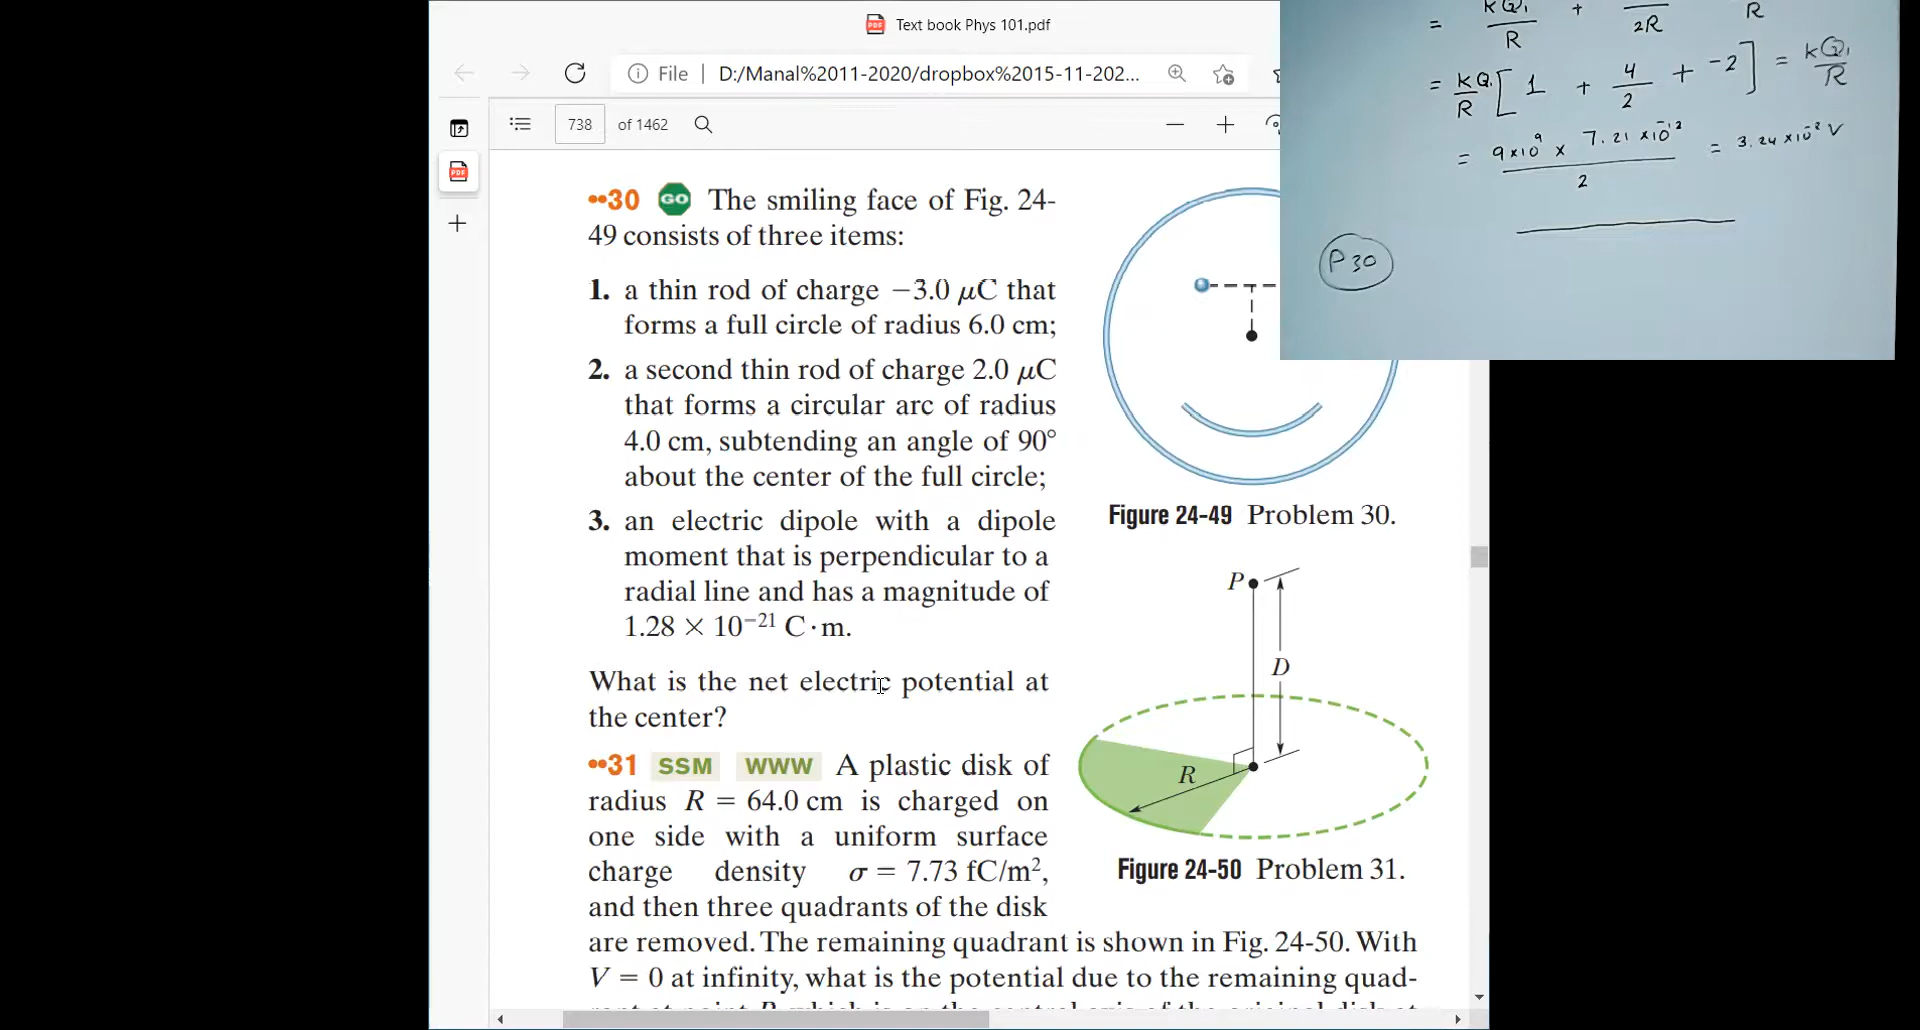 Text book Phys 101.pdf
File | D:/Manal%2011-2020/dropbox%2015-11-202...
738 of 1462
••30 GO The smiling face of Fig. 24-
49 consists of three items:
1. a thin rod of charge −3.0 μC that
forms a full circle of radius 6.0 cm;
2. a second thin rod of charge 2.0 μC
that forms a circular arc of radius
4.0 cm, subtending an angle of 90°
about the center of the full circle;
3. an electric dipole with a dipole
moment that is perpendicular to a
radial line and has a magnitude of
1.28 × 10⁻²¹ C·m.
What is the net electric potential at
the center?
Figure 24-49 Problem 30.
P
D
R
Figure 24-50 Problem 31.
••31 SSM WWW A plastic disk of
radius R = 64.0 cm is charged on
one side with a uniform surface
charge density σ = 7.73 fC/m²,
and then three quadrants of the disk
are removed. The remaining quadrant is shown in Fig. 24-50. With
V = 0 at infinity, what is the potential due to the remaining quad-
= kQ₁/R + /2R R
= kQ₁/R [ 1 + 4/2 + -2 ] = kQ₁/R
= 9×10⁹ × 7.21 ×10⁻¹² / 2 = 3.24 ×10⁻² V
P30